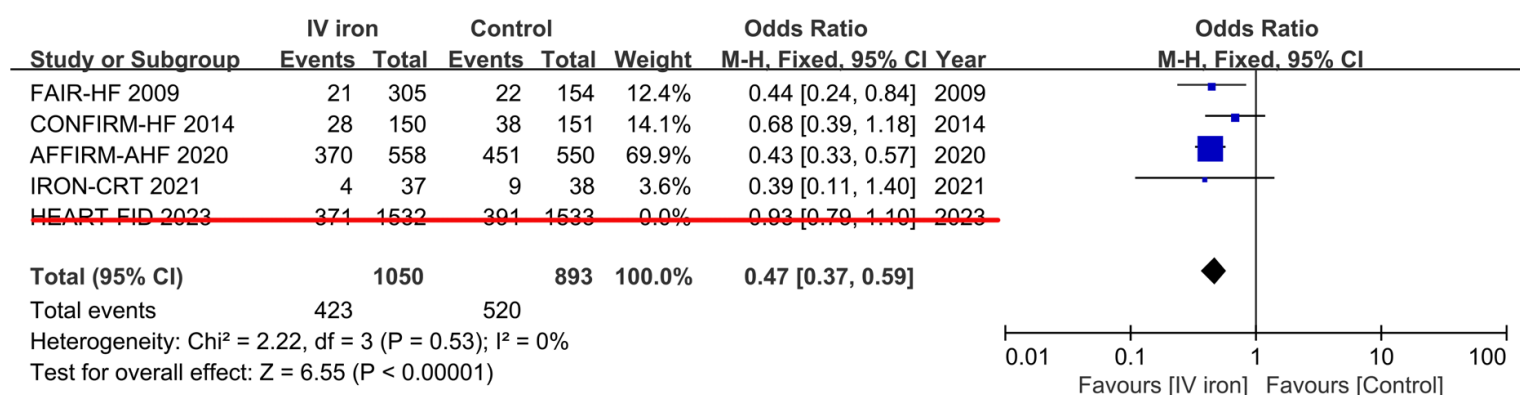 IV iron Control Odds Ratio Odds Ratio
Study or Subgroup Events Total Events Total Weight M-H, Fixed, 95% CI Year M-H, Fixed, 95% CI
FAIR-HF 2009 21 305 22 154 12.4% 0.44 [0.24, 0.84] 2009
CONFIRM-HF 2014 28 150 38 151 14.1% 0.68 [0.39, 1.18] 2014
AFFIRM-AHF 2020 370 558 451 550 69.9% 0.43 [0.33, 0.57] 2020
IRON-CRT 2021 4 37 9 38 3.6% 0.39 [0.11, 1.40] 2021
HEART-FID 2023 371 1532 391 1533 0.0% 0.93 [0.79, 1.10] 2023
Total (95% CI) 1050 893 100.0% 0.47 [0.37, 0.59]
Total events 423 520
Heterogeneity: Chi² = 2.22, df = 3 (P = 0.53); I² = 0%
Test for overall effect: Z = 6.55 (P < 0.00001)
0.01 0.1 1 10 100
Favours [IV iron] Favours [Control]